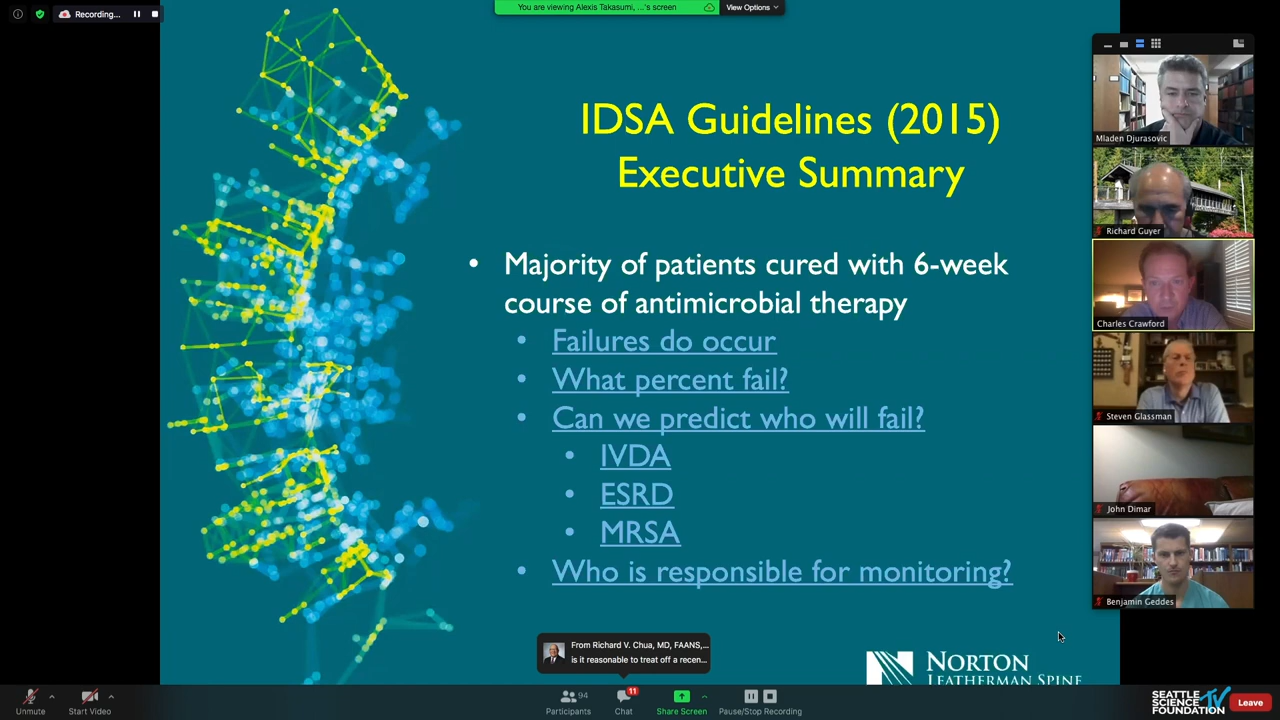 Recording...
You are viewing Alexis Takasumi, ...'s screen
View Options
IDSA Guidelines (2015)
Executive Summary
• Majority of patients cured with 6-week
course of antimicrobial therapy
• Failures do occur
• What percent fail?
• Can we predict who will fail?
• IVDA
• ESRD
• MRSA
• Who is responsible for monitoring?
Mladen Djurasovic
Richard Guyer
Charles Crawford
Steven Glassman
John Dimar
Benjamin Geddes
From Richard V. Chua, MD, FAANS,...
is it reasonable to treat off a recen...
NORTON
LEATHERMAN SPINE
Unmute
Start Video
Participants
94
Chat
11
Share Screen
Pause/Stop Recording
SEATTLE
SCIENCE
FOUNDATION
TV
Leave